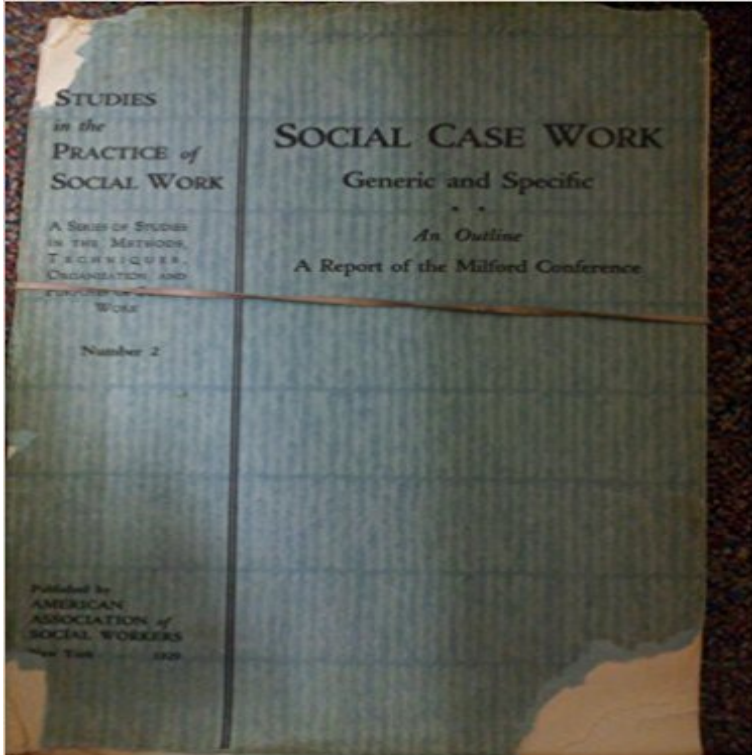 STUDIES
in the
PRACTICE of
SOCIAL WORK
A SERIES OF STUDIES
IN THE METHODS,
TECHNIQUES,
ORGANIZATION AND
WORK
Number 2
Published by
AMERICAN
ASSOCIATION of
SOCIAL WORKERS
New York 1929
SOCIAL CASE WORK
Generic and Specific
An Outline
A Report of the Milford Conference